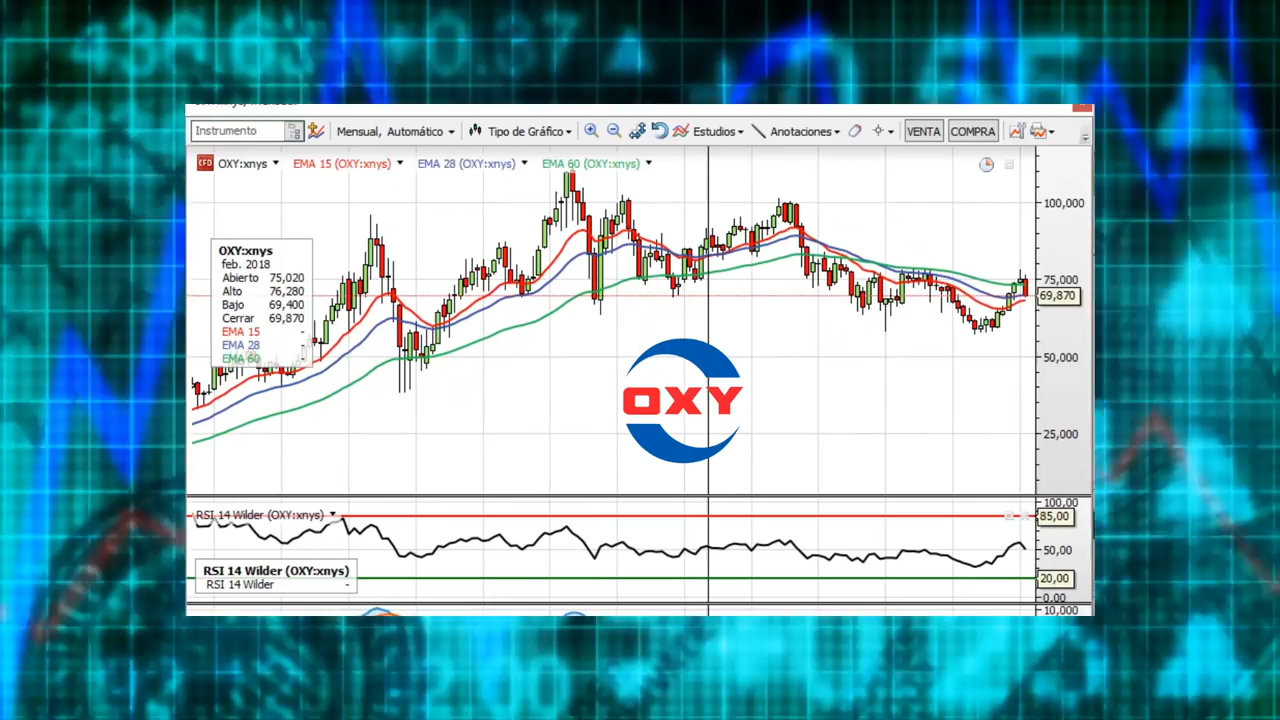 Instrumento
Mensual, Automático
Tipo de Gráfico
Estudios
Anotaciones
VENTA
COMPRA
CFD
OXY:xnys
EMA 15 (OXY:xnys)
EMA 28 (OXY:xnys)
EMA 60 (OXY:xnys)
100,000
OXY:xnys
feb. 2018
Abierto 75,020
Alto 76,280
Bajo 69,400
Cerrar 69,870
EMA 15 -
EMA 28 -
EMA 60 -
75,000
69,870
50,000
OXY
25,000
100,00
RSI 14 Wilder (OXY:xnys)
85,00
50,00
RSI 14 Wilder (OXY:xnys)
RSI 14 Wilder -
20,00
0,00
10,000